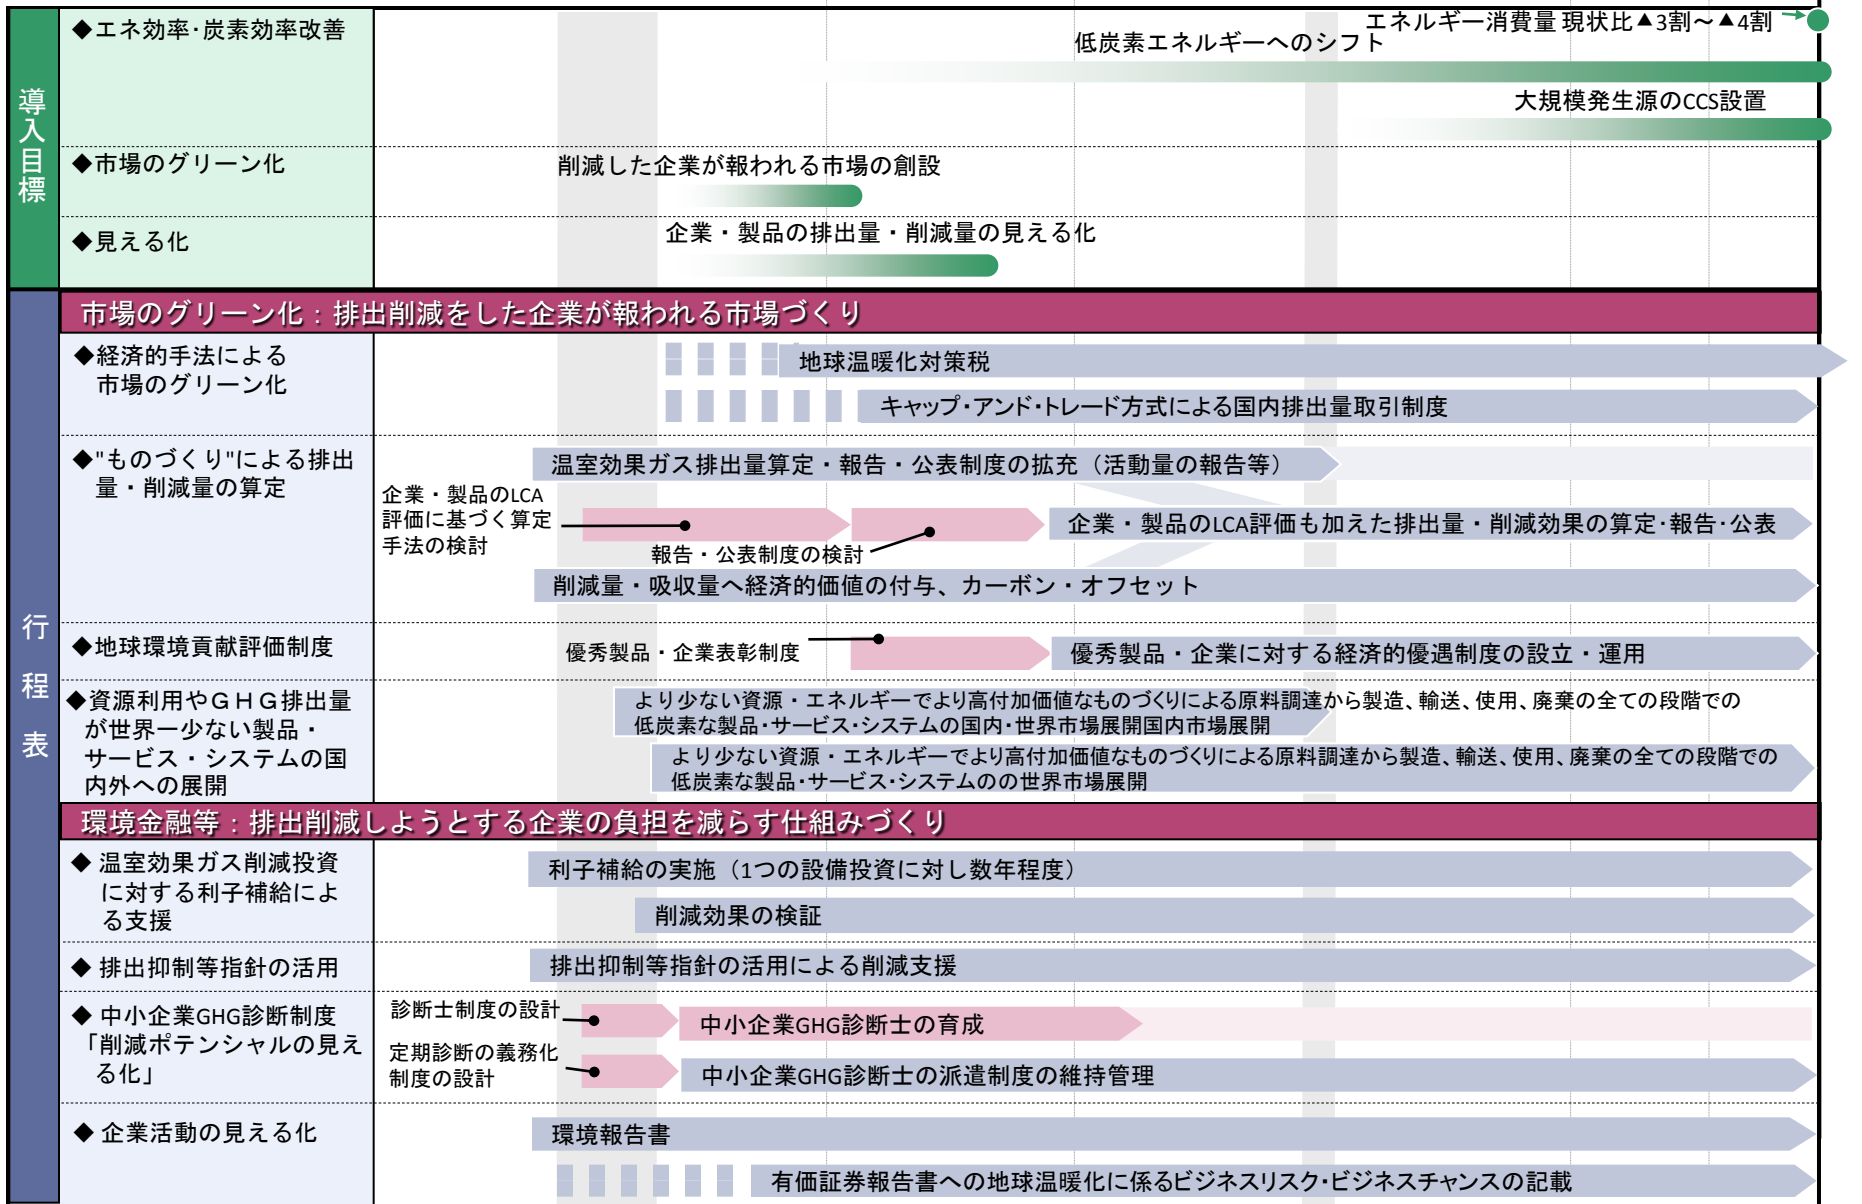 導入目標
◆エネ効率・炭素効率改善
エネルギー消費量 現状比▲3割～▲4割
低炭素エネルギーへのシフト
大規模発生源のCCS設置
◆市場のグリーン化
削減した企業が報われる市場の創設
◆見える化
企業・製品の排出量・削減量の見える化
行程表
市場のグリーン化：排出削減をした企業が報われる市場づくり
◆経済的手法による
市場のグリーン化
地球温暖化対策税
キャップ・アンド・トレード方式による国内排出量取引制度
◆"ものづくり"による排出
量・削減量の算定
温室効果ガス排出量算定・報告・公表制度の拡充（活動量の報告等）
企業・製品のLCA
評価に基づく算定
手法の検討
報告・公表制度の検討
企業・製品のLCA評価も加えた排出量・削減効果の算定・報告・公表
削減量・吸収量へ経済的価値の付与、カーボン・オフセット
◆地球環境貢献評価制度
優秀製品・企業表彰制度
優秀製品・企業に対する経済的優遇制度の設立・運用
◆資源利用やＧＨＧ排出量
が世界一少ない製品・
サービス・システムの国
内外への展開
より少ない資源・エネルギーでより高付加価値なものづくりによる原料調達から製造、輸送、使用、廃棄の全ての段階での
低炭素な製品・サービス・システムの国内・世界市場展開国内市場展開
より少ない資源・エネルギーでより高付加価値なものづくりによる原料調達から製造、輸送、使用、廃棄の全ての段階での
低炭素な製品・サービス・システムのの世界市場展開
環境金融等：排出削減しようとする企業の負担を減らす仕組みづくり
◆ 温室効果ガス削減投資
に対する利子補給によ
る支援
利子補給の実施（1つの設備投資に対し数年程度）
削減効果の検証
◆ 排出抑制等指針の活用
排出抑制等指針の活用による削減支援
◆ 中小企業GHG診断制度
「削減ポテンシャルの見え
る化」
診断士制度の設計
中小企業GHG診断士の育成
定期診断の義務化
制度の設計
中小企業GHG診断士の派遣制度の維持管理
◆ 企業活動の見える化
環境報告書
有価証券報告書への地球温暖化に係るビジネスリスク・ビジネスチャンスの記載